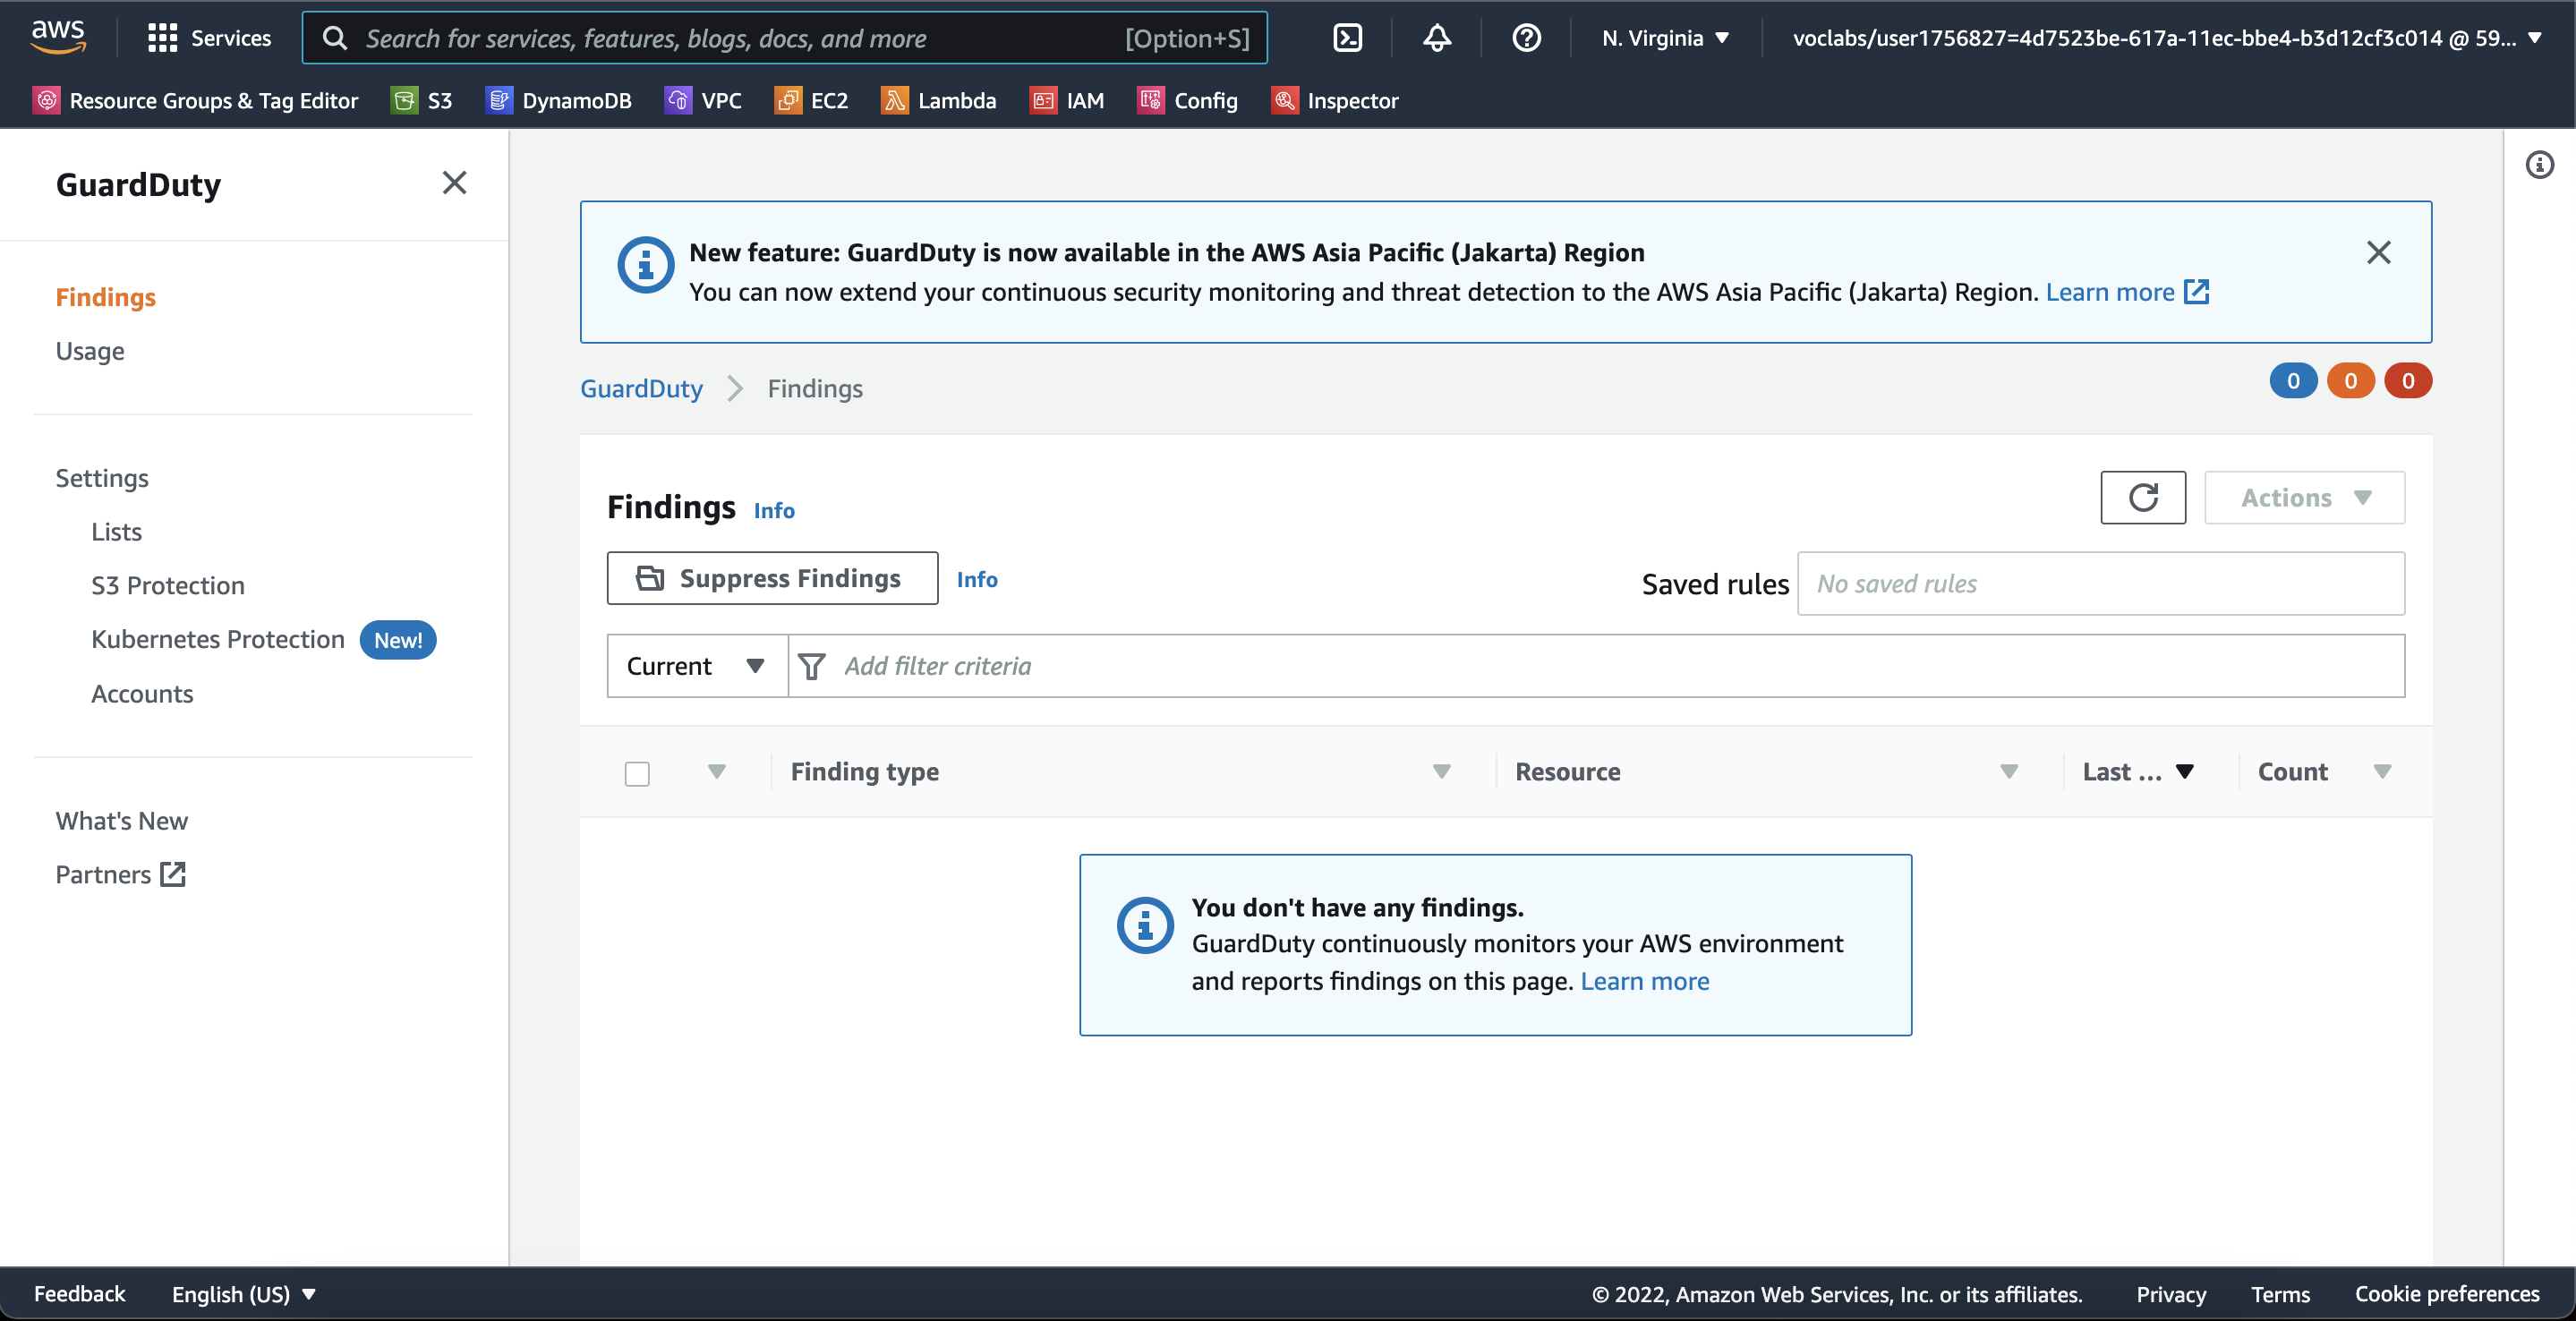 aws
Services
Search for services, features, blogs, docs, and more [Option+S]
N. Virginia
voclabs/user1756827=4d7523be-617a-11ec-bbe4-b3d12cf3c014 @ 59...
Resource Groups & Tag Editor
S3
DynamoDB
VPC
EC2
Lambda
IAM
Config
Inspector
GuardDuty
Findings
Usage
Settings
Lists
S3 Protection
Kubernetes Protection New!
Accounts
What's New
Partners
New feature: GuardDuty is now available in the AWS Asia Pacific (Jakarta) Region
You can now extend your continuous security monitoring and threat detection to the AWS Asia Pacific (Jakarta) Region. Learn more
GuardDuty Findings
0 0 0
Findings Info
Actions
Suppress Findings Info
Saved rules No saved rules
Current Add filter criteria
Finding type Resource Last ... Count
You don't have any findings.
GuardDuty continuously monitors your AWS environment
and reports findings on this page. Learn more
Feedback English (US) © 2022, Amazon Web Services, Inc. or its affiliates. Privacy Terms Cookie preferences